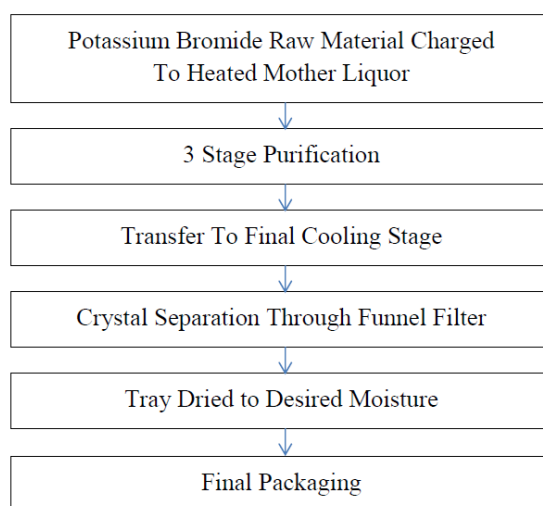 Potassium Bromide Raw Material Charged
To Heated Mother Liquor
3 Stage Purification
Transfer To Final Cooling Stage
Crystal Separation Through Funnel Filter
Tray Dried to Desired Moisture
Final Packaging